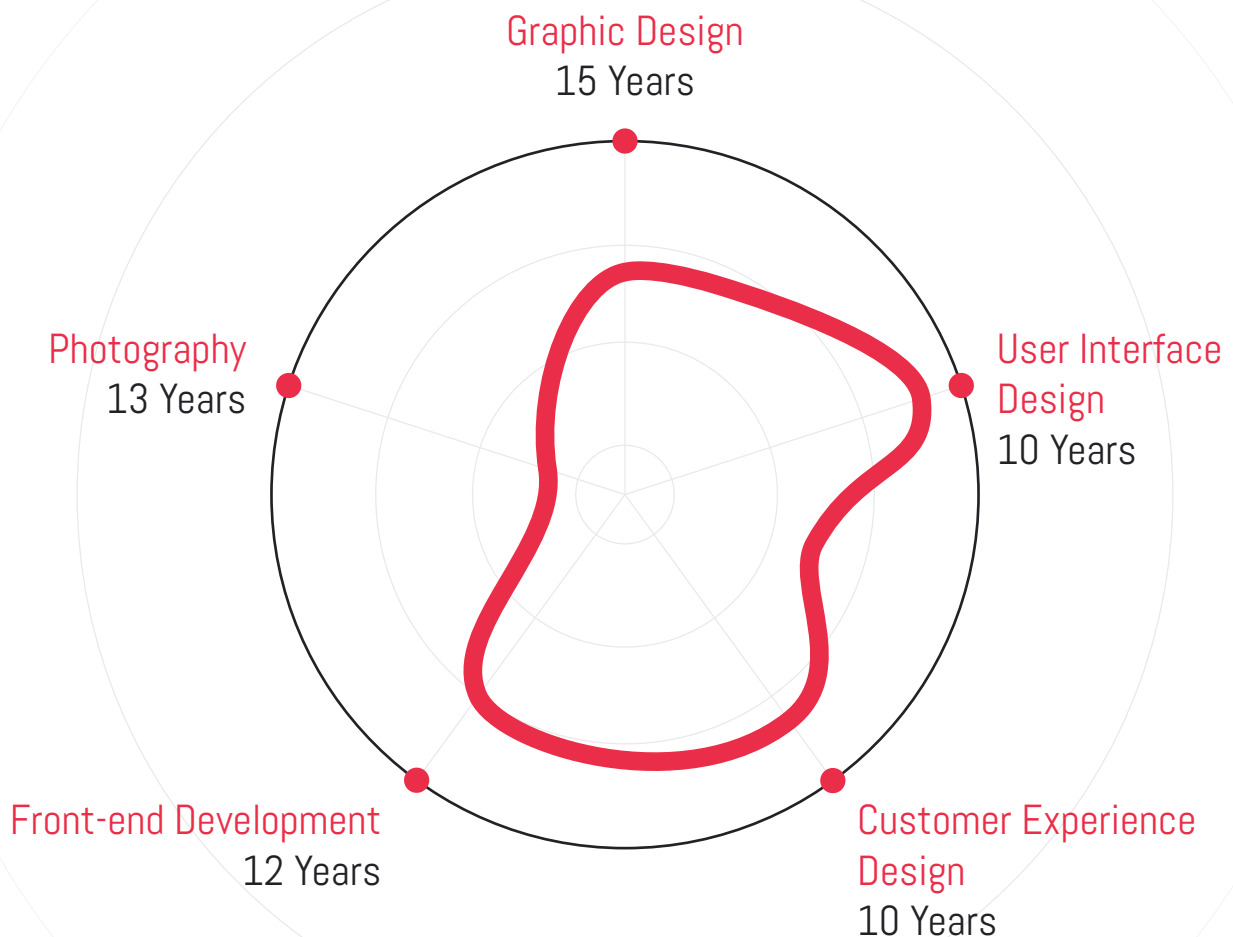 Graphic Design
15 Years
Photography
13 Years
User Interface
Design
10 Years
Front-end Development
12 Years
Customer Experience
Design
10 Years